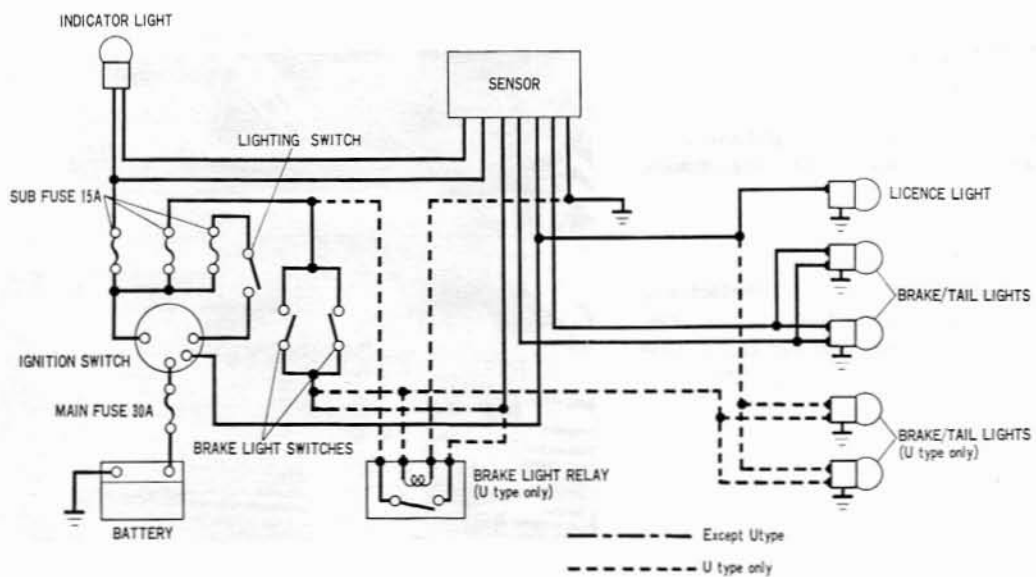 INDICATOR LIGHT
SENSOR
LIGHTING SWITCH
SUB FUSE 15A
LICENCE LIGHT
BRAKE/TAIL LIGHTS
IGNITION SWITCH
MAIN FUSE 30A
BRAKE LIGHT SWITCHES
BRAKE/TAIL LIGHTS
(U type only)
BRAKE LIGHT RELAY
(U type only)
BATTERY
Except Utype
U type only